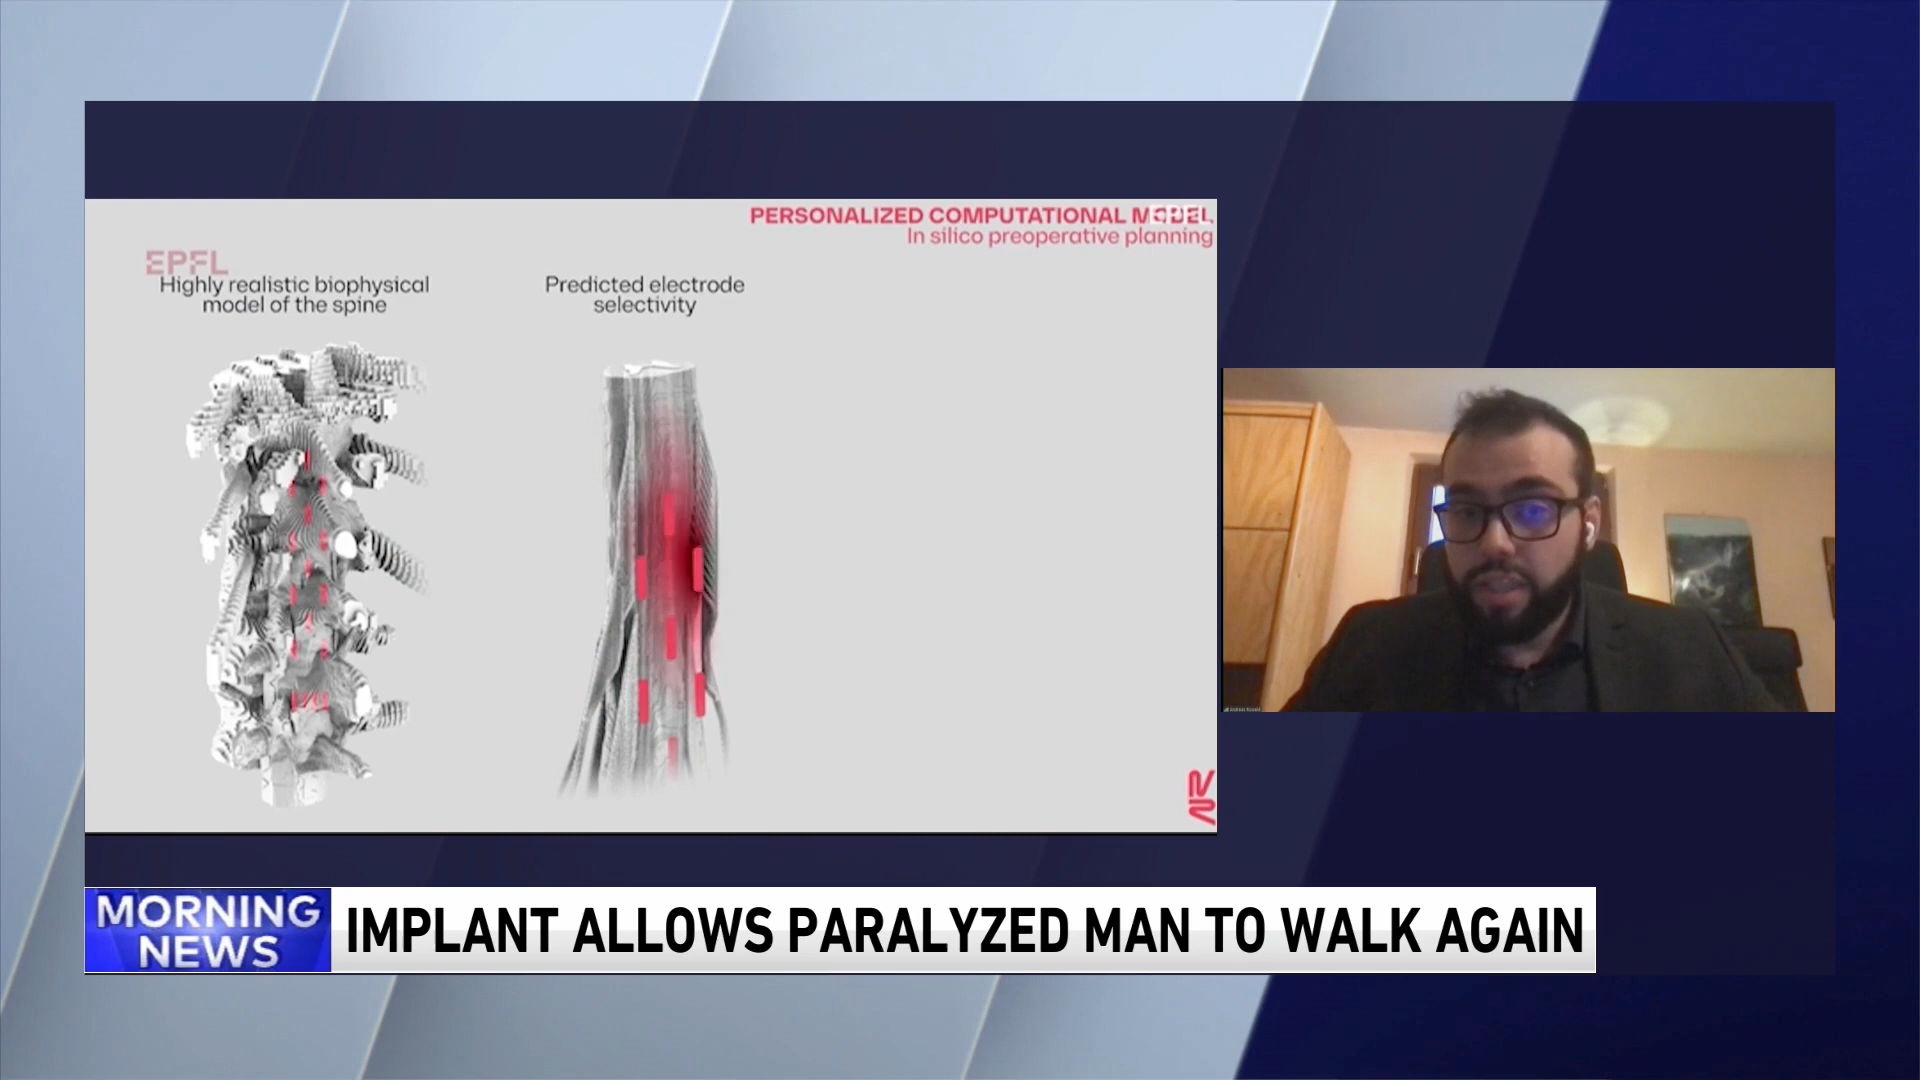 PERSONALIZED COMPUTATIONAL MODEL
In silico preoperative planning
EPFL
EPFL
Highly realistic biophysical
model of the spine
Predicted electrode
selectivity
MORNING
NEWS
IMPLANT ALLOWS PARALYZED MAN TO WALK AGAIN